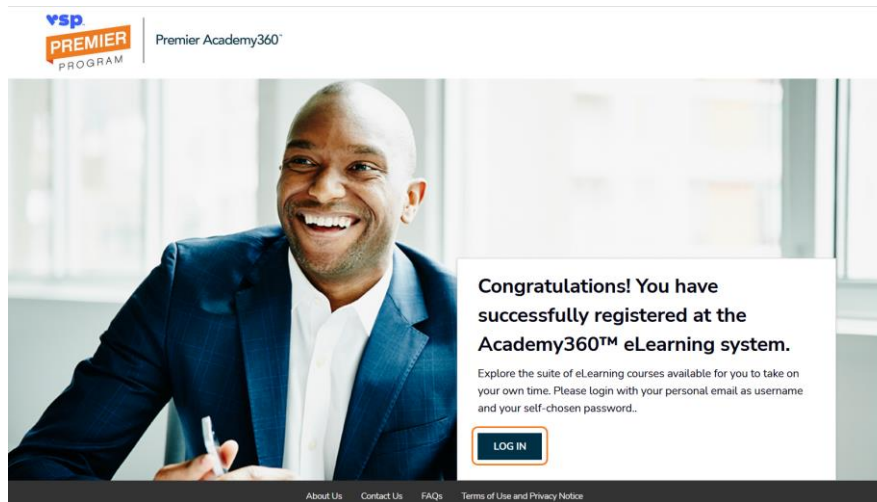 vsp.
PREMIER
PROGRAM
Premier Academy360™
Congratulations! You have
successfully registered at the
Academy360™ eLearning system.
Explore the suite of eLearning courses available for you to take on
your own time. Please login with your personal email as username
and your self-chosen password..
LOG IN
About Us Contact Us FAQs Terms of Use and Privacy Notice